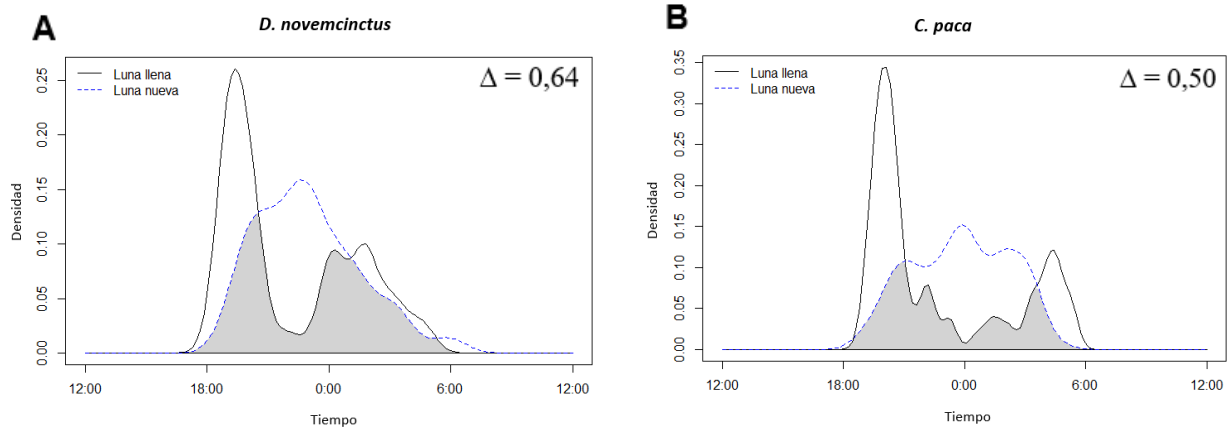 A
D. novemcinctus
Luna llena
Luna nueva
Δ = 0,64
Densidad
0.25
0.20
0.15
0.10
0.05
0.00
12:00 18:00 0:00 6:00 12:00
Tiempo
B
C. paca
Luna llena
Luna nueva
Δ = 0,50
Densidad
0.35
0.30
0.25
0.20
0.15
0.10
0.05
0.00
12:00 18:00 0:00 6:00 12:00
Tiempo